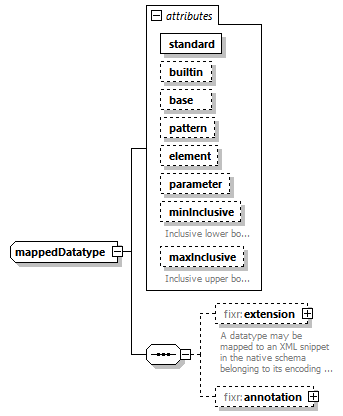 attributes
standard
builtin
base
pattern
element
parameter
minInclusive
Inclusive lower bo...
maxInclusive
Inclusive upper bo...
mappedDatatype
fixr:extension
A datatype may be
mapped to an XML snippet
in the native schema
belonging to its encoding ...
fixr:annotation